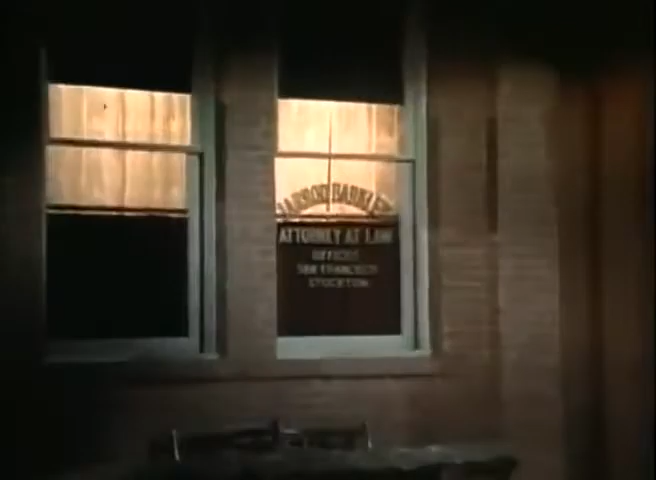 JARROD BARKLEY
ATTORNEY AT LAW
OFFICES
SAN FRANCISCO
STOCKTON